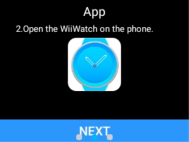 App
2.Open the WiiWatch on the phone.
NEXT